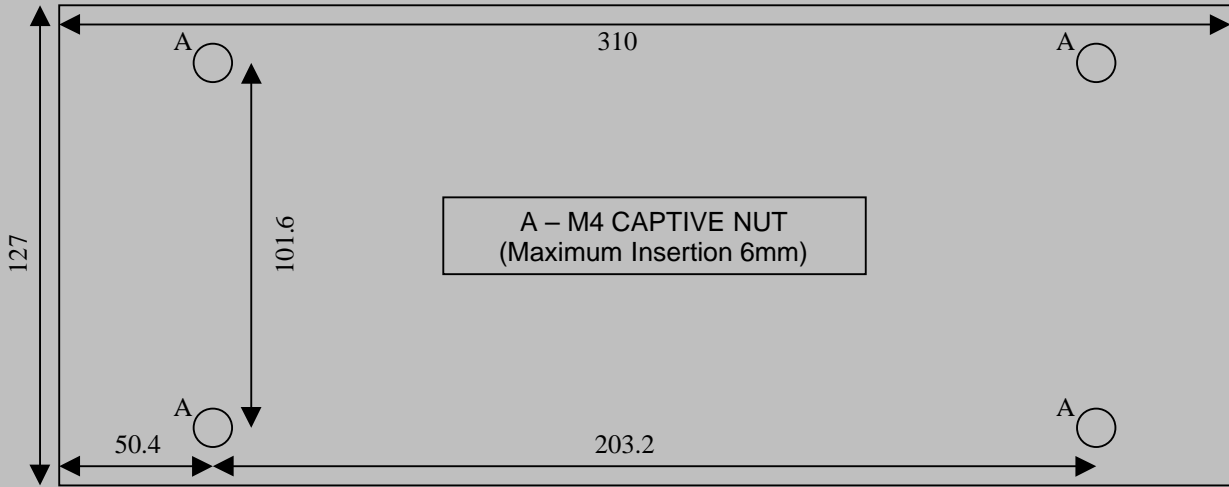 A
310
A
127
101.6
A – M4 CAPTIVE NUT
(Maximum Insertion 6mm)
A
A
50.4
203.2